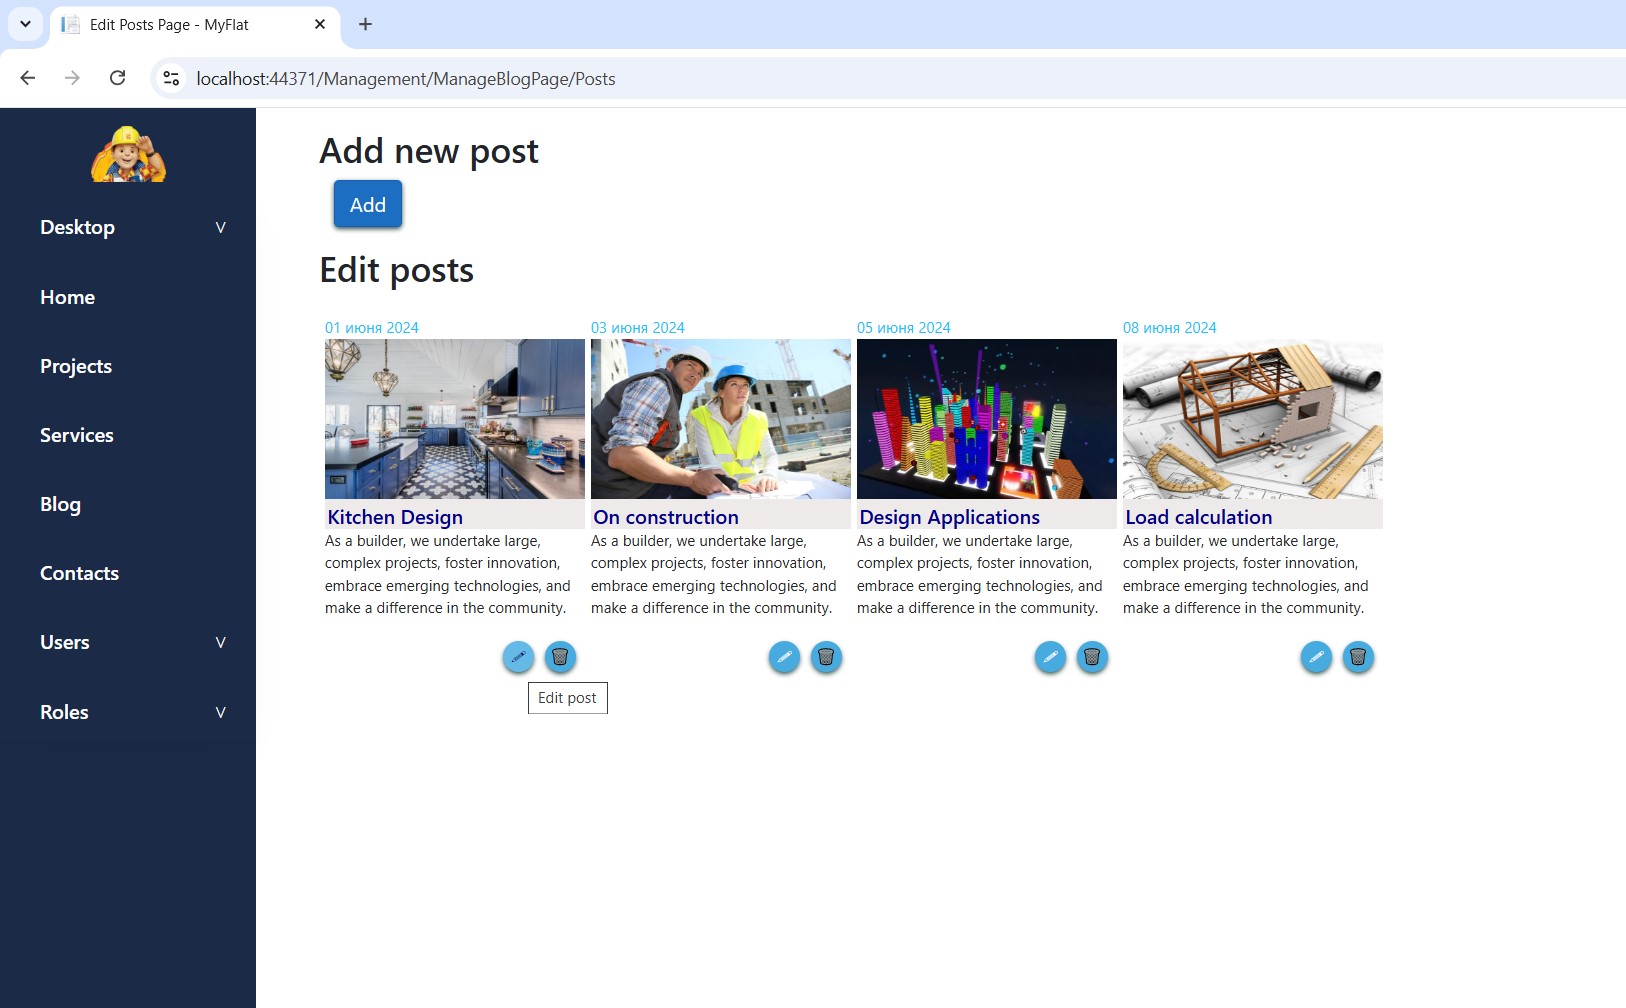 Edit Posts Page - MyFlat
localhost:44371/Management/ManageBlogPage/Posts
Desktop V
Home
Projects
Services
Blog
Contacts
Users V
Roles V
Add new post
Add
Edit posts
01 июня 2024
Kitchen Design
As a builder, we undertake large,
complex projects, foster innovation,
embrace emerging technologies, and
make a difference in the community.
03 июня 2024
On construction
As a builder, we undertake large,
complex projects, foster innovation,
embrace emerging technologies, and
make a difference in the community.
05 июня 2024
Design Applications
As a builder, we undertake large,
complex projects, foster innovation,
embrace emerging technologies, and
make a difference in the community.
08 июня 2024
Load calculation
As a builder, we undertake large,
complex projects, foster innovation,
embrace emerging technologies, and
make a difference in the community.
Edit post